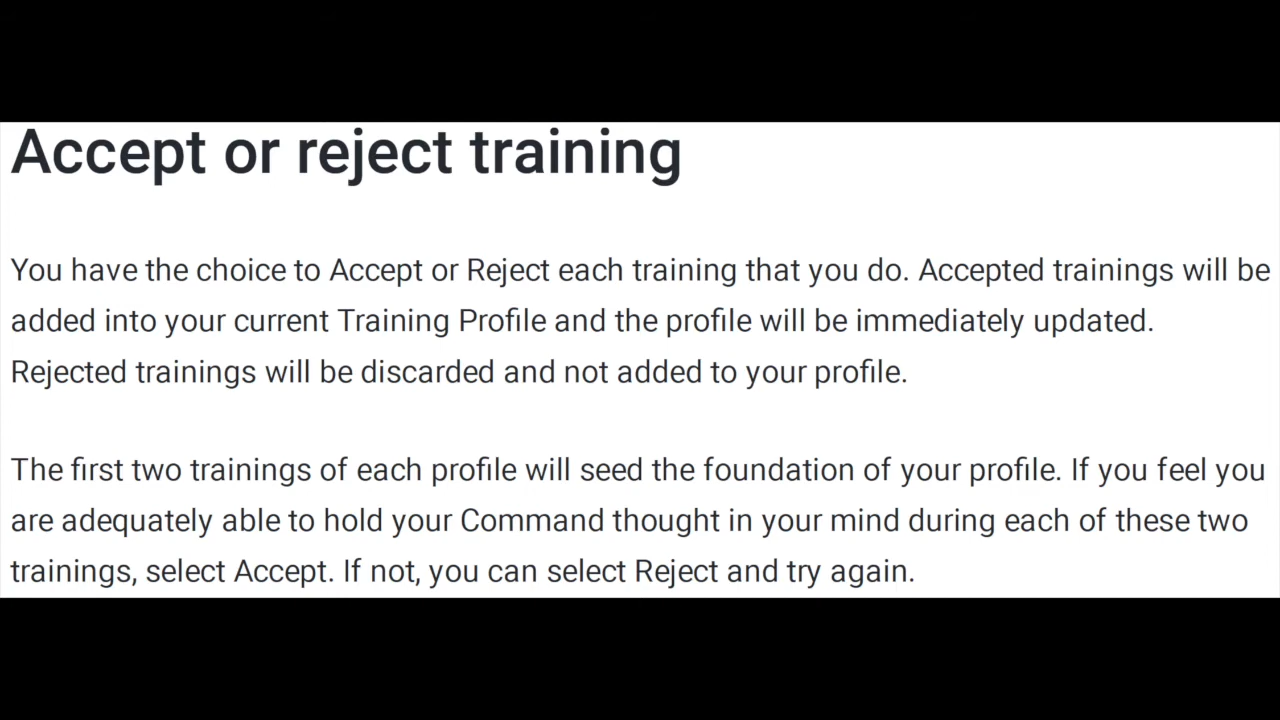 Accept or reject training
You have the choice to Accept or Reject each training that you do. Accepted trainings will be
added into your current Training Profile and the profile will be immediately updated.
Rejected trainings will be discarded and not added to your profile.
The first two trainings of each profile will seed the foundation of your profile. If you feel you
are adequately able to hold your Command thought in your mind during each of these two
trainings, select Accept. If not, you can select Reject and try again.